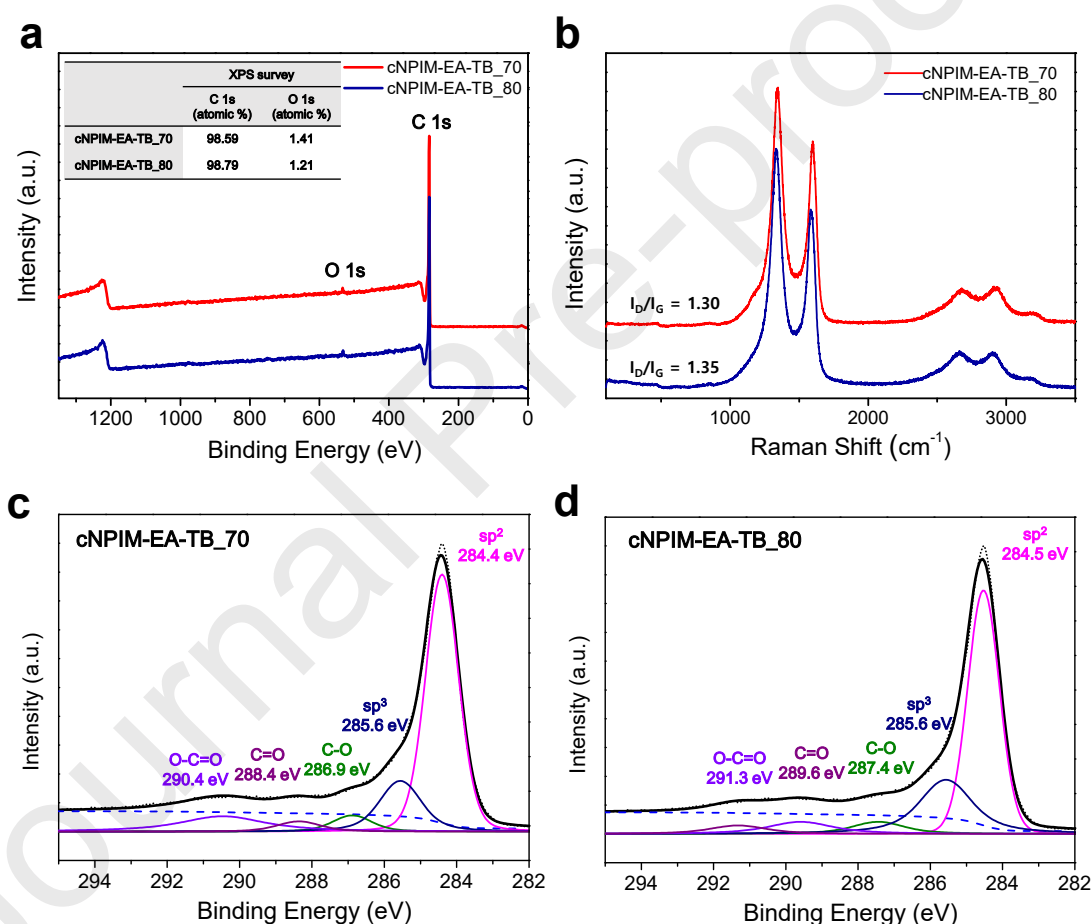 a
XPS survey
C 1s
(atomic %)
O 1s
(atomic %)
cNPIM-EA-TB_70 98.59 1.41
cNPIM-EA-TB_80 98.79 1.21
cNPIM-EA-TB_70
cNPIM-EA-TB_80
C 1s
O 1s
Intensity (a.u.)
1200 1000 800 600 400 200 0
Binding Energy (eV)
b
cNPIM-EA-TB_70
cNPIM-EA-TB_80
I_D/I_G = 1.30
I_D/I_G = 1.35
Intensity (a.u.)
1000 2000 3000
Raman Shift (cm⁻¹)
c
cNPIM-EA-TB_70
sp²
284.4 eV
sp³
285.6 eV
C-O
286.9 eV
C=O
288.4 eV
O-C=O
290.4 eV
Intensity (a.u.)
294 292 290 288 286 284 282
Binding Energy (eV)
d
cNPIM-EA-TB_80
sp²
284.5 eV
sp³
285.6 eV
C-O
287.4 eV
C=O
289.6 eV
O-C=O
291.3 eV
Intensity (a.u.)
294 292 290 288 286 284 282
Binding Energy (eV)
Journal Pre-proof